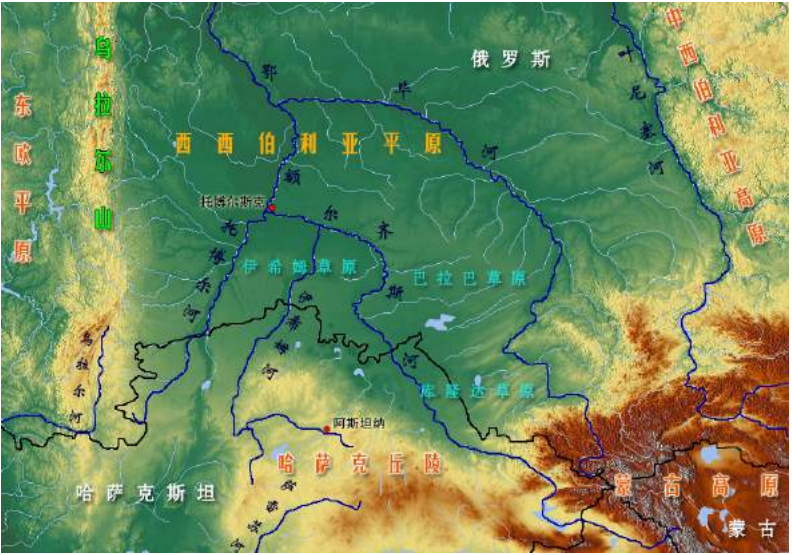 鄂毕河
俄罗斯
中西伯利亚高原
乌拉尔山
叶尼塞河
东欧平原
西西伯利亚平原
额尔齐斯河
托博尔斯克
托博尔河
伊希姆草原
巴拉巴草原
伊希姆河
乌拉尔河
库隆达草原
阿斯坦纳
哈萨克丘陵
哈萨克斯坦
蒙古高原
蒙古